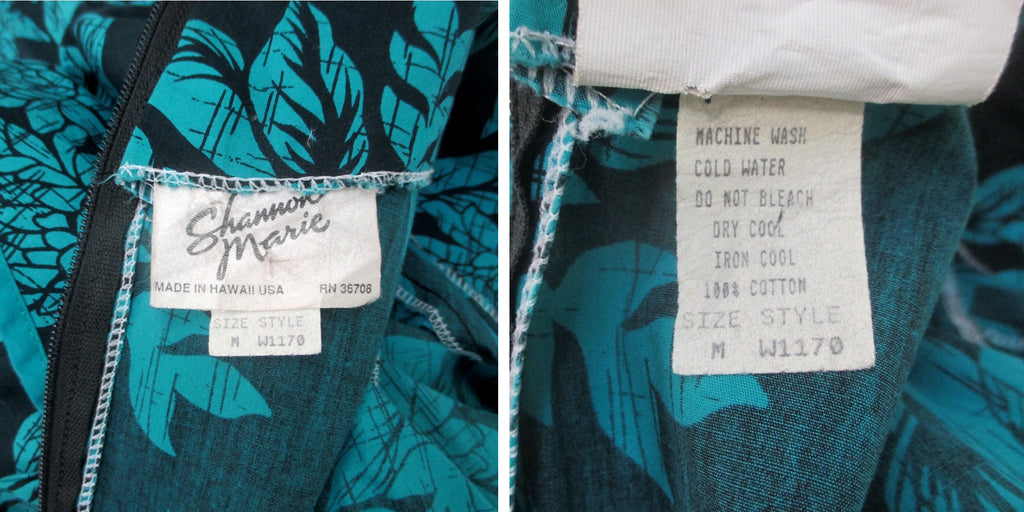 Shannon
Marie
MADE IN HAWAII USA RN 36708
SIZE STYLE
M W1170
MACHINE WASH
COLD WATER
DO NOT BLEACH
DRY COOL
IRON COOL
100% COTTON
SIZE STYLE
M W1170